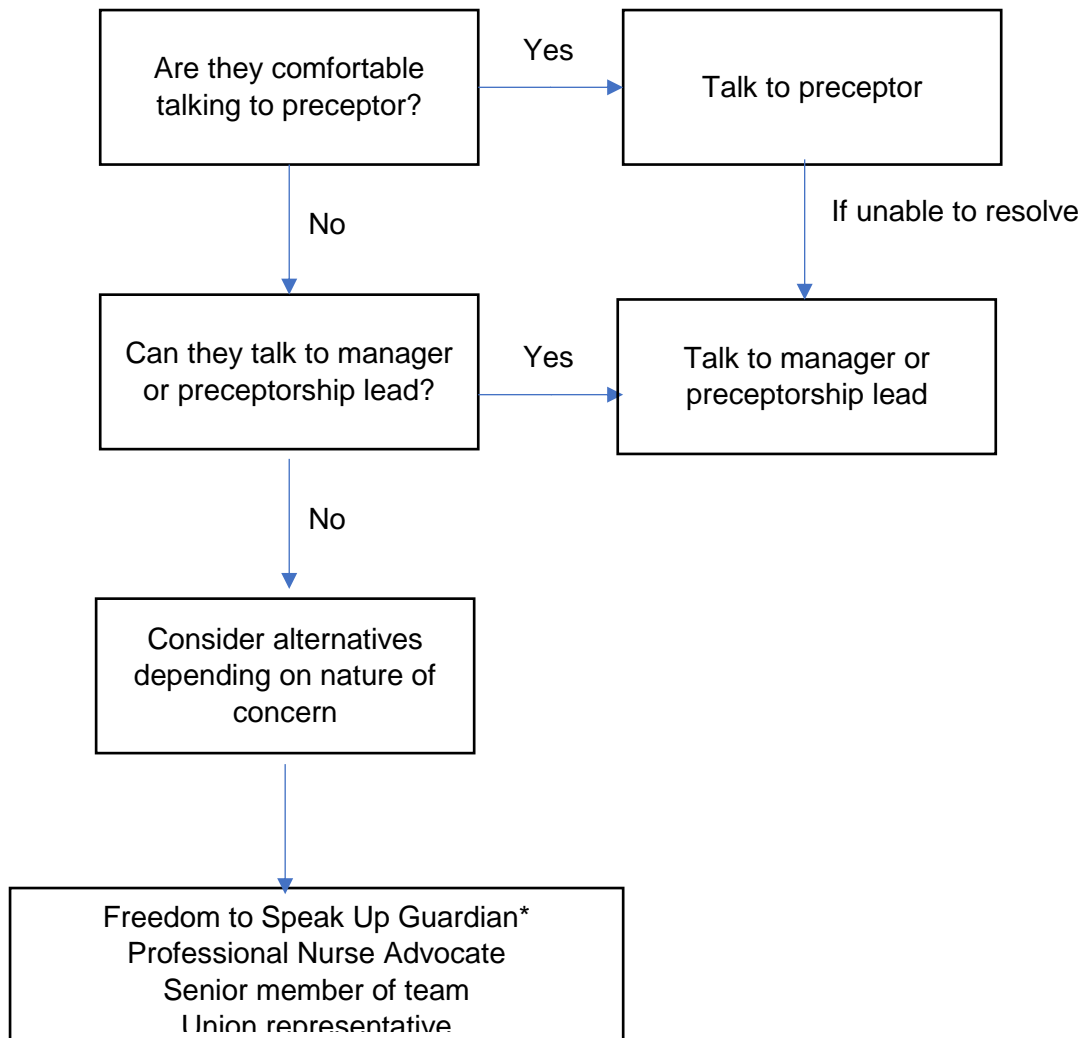 Are they comfortable
talking to preceptor?
Yes
Talk to preceptor
No
If unable to resolve
Can they talk to manager
or preceptorship lead?
Yes
Talk to manager or
preceptorship lead
No
Consider alternatives
depending on nature of
concern
Freedom to Speak Up Guardian*
Professional Nurse Advocate
Senior member of team
Union representative